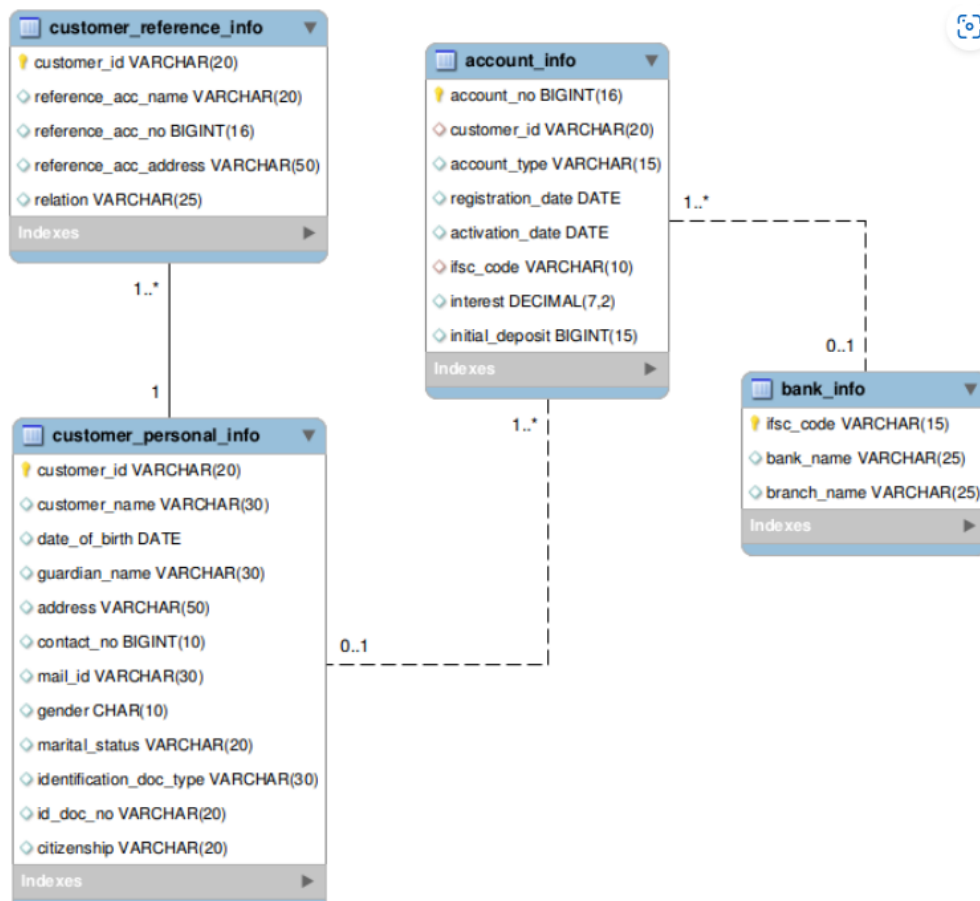 customer_reference_info
customer_id VARCHAR(20)
reference_acc_name VARCHAR(20)
reference_acc_no BIGINT(16)
reference_acc_address VARCHAR(50)
relation VARCHAR(25)
Indexes
1..*
1
customer_personal_info
customer_id VARCHAR(20)
customer_name VARCHAR(30)
date_of_birth DATE
guardian_name VARCHAR(30)
address VARCHAR(50)
contact_no BIGINT(10)
mail_id VARCHAR(30)
gender CHAR(10)
marital_status VARCHAR(20)
identification_doc_type VARCHAR(30)
id_doc_no VARCHAR(20)
citizenship VARCHAR(20)
Indexes
account_info
account_no BIGINT(16)
customer_id VARCHAR(20)
account_type VARCHAR(15)
registration_date DATE
activation_date DATE
ifsc_code VARCHAR(10)
interest DECIMAL(7,2)
initial_deposit BIGINT(15)
Indexes
1..*
0..1
1..*
0..1
bank_info
ifsc_code VARCHAR(15)
bank_name VARCHAR(25)
branch_name VARCHAR(25)
Indexes